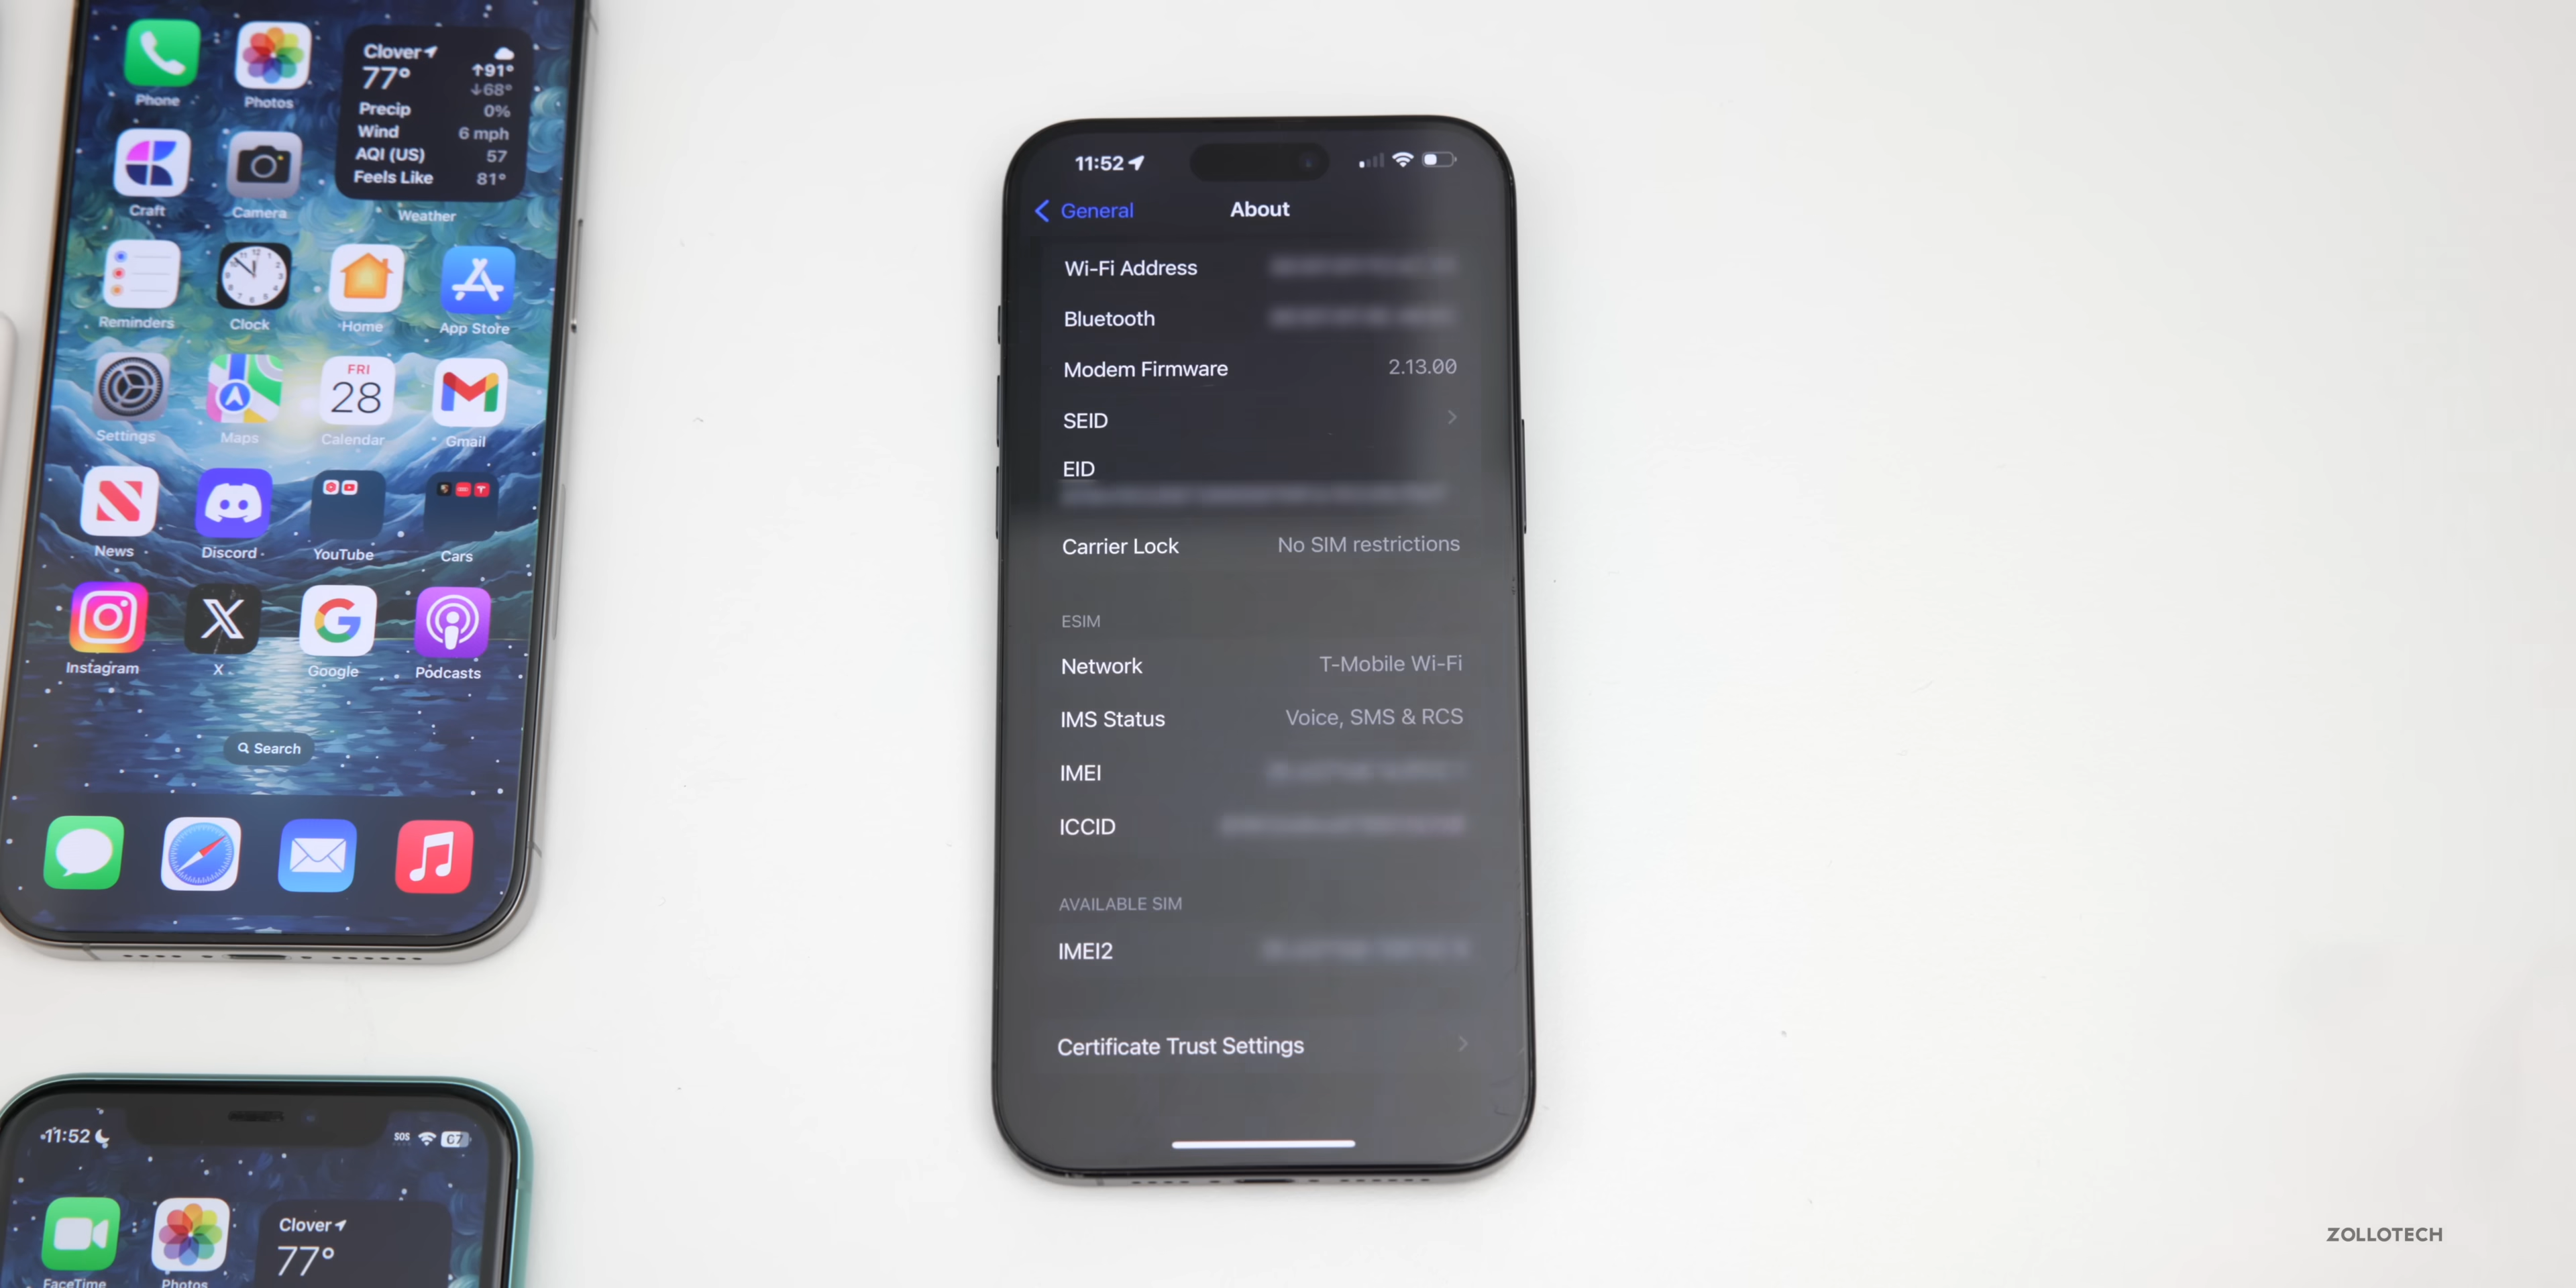 Clover
77°
↑91°
↓68°
Precip 0%
Wind 6 mph
AQI (US) 57
Feels Like 81°
Phone
Photos
Craft
Camera
Weather
Reminders
Clock
Home
App Store
FRI
28
Settings
Maps
Calendar
Gmail
News
Discord
YouTube
Cars
Instagram
X
Google
Podcasts
Search
11:52
SOS
67
Clover
77°
FaceTime
Photos
11:52
General
About
Wi-Fi Address
Bluetooth
Modem Firmware 2.13.00
SEID
EID
Carrier Lock No SIM restrictions
ESIM
Network T-Mobile Wi-Fi
IMS Status Voice, SMS & RCS
IMEI
ICCID
AVAILABLE SIM
IMEI2
Certificate Trust Settings
ZOLLOTECH